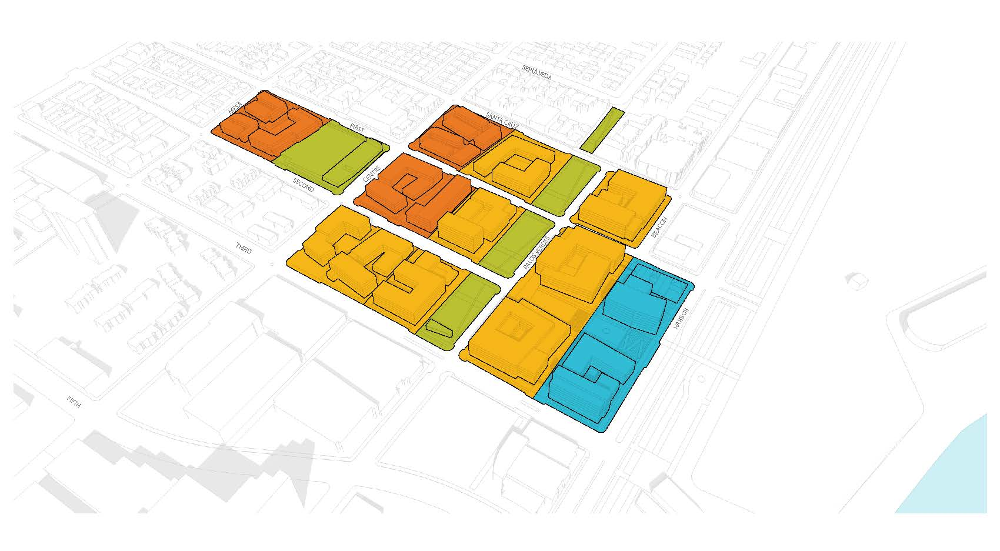 SEPULVEDA
MESA
SANTA CRUZ
FIRST
CENTRE
SECOND
BEACON
PALOS VERDES
THIRD
HARBOR
FIFTH